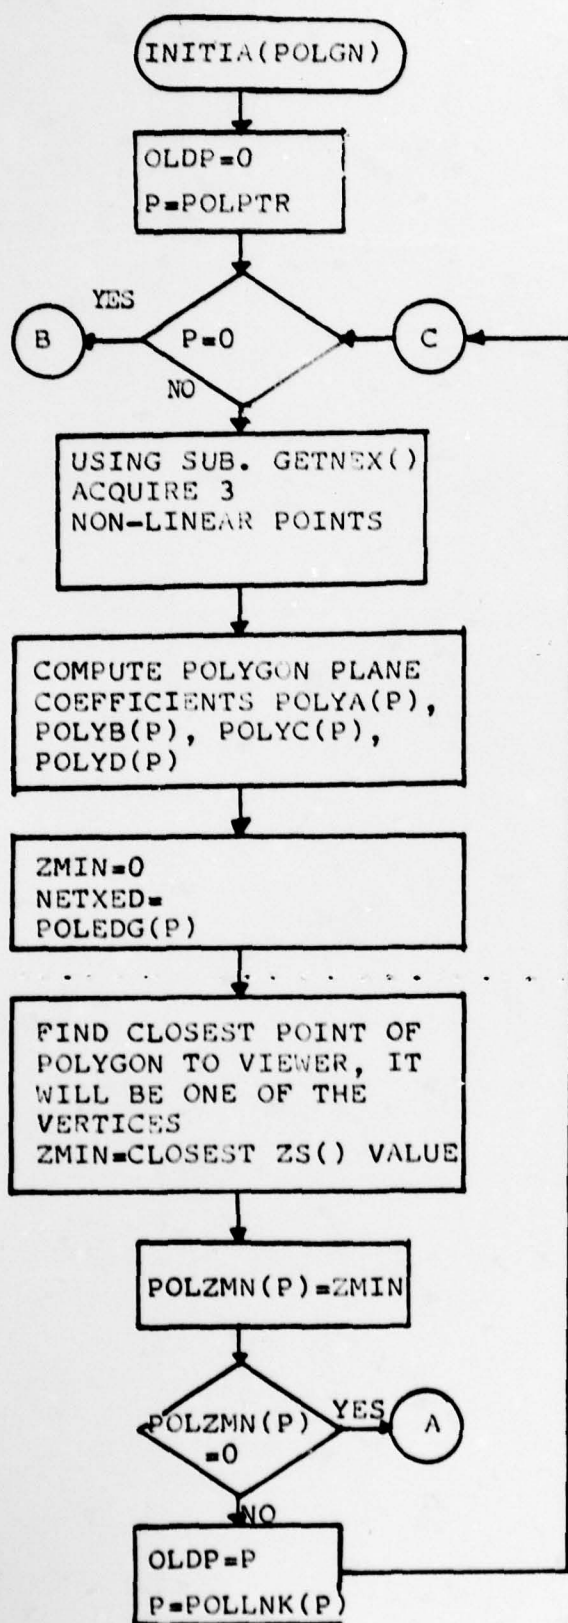 INITIA(POLGN)
OLDP=0
P=POLPTR
YES
B
P=0
C
NO
USING SUB. GETNEX()
ACQUIRE 3
NON-LINEAR POINTS
COMPUTE POLYGON PLANE
COEFFICIENTS POLYA(P),
POLYB(P), POLYC(P),
POLYD(P)
ZMIN=0
NETXED=
POLEDG(P)
FIND CLOSEST POINT OF
POLYGON TO VIEWER, IT
WILL BE ONE OF THE
VERTICES
ZMIN=CLOSEST ZS() VALUE
POLZMN(P)=ZMIN
POLZMN(P)
=0
YES
A
NO
OLDP=P
P=POLLNK(P)